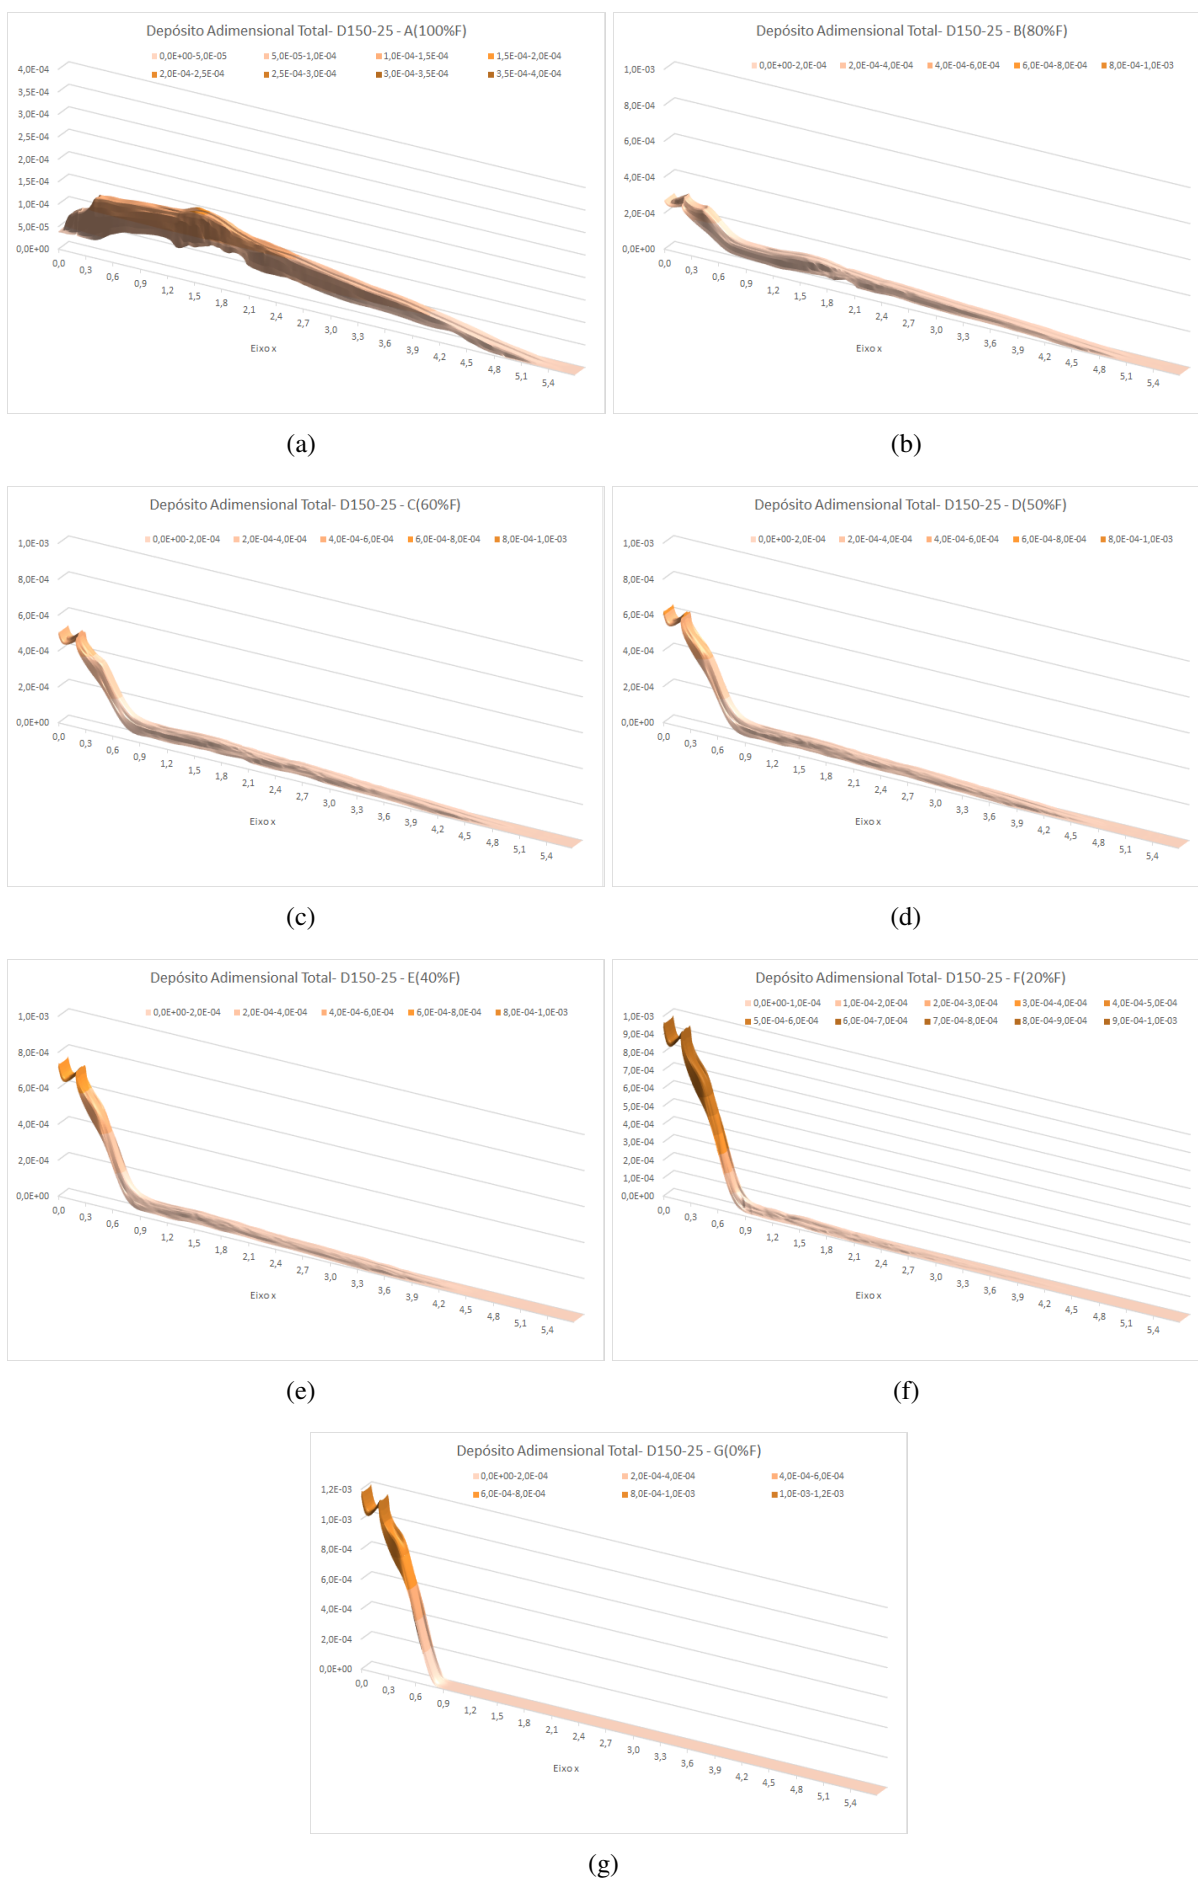 Depósito Adimensional Total- D150-25 - A(100%F)
0,0E+00-5,0E-05 5,0E-05-1,0E-04 1,0E-04-1,5E-04 1,5E-04-2,0E-04
2,0E-04-2,5E-04 2,5E-04-3,0E-04 3,0E-04-3,5E-04 3,5E-04-4,0E-04
4,0E-04
3,5E-04
3,0E-04
2,5E-04
2,0E-04
1,5E-04
1,0E-04
5,0E-05
0,0E+00
0,0 0,3 0,6 0,9 1,2 1,5 1,8 2,1 2,4 2,7 3,0 3,3 3,6 3,9 4,2 4,5 4,8 5,1 5,4
Eixo x
(a)
Depósito Adimensional Total- D150-25 - B(80%F)
0,0E+00-2,0E-04 2,0E-04-4,0E-04 4,0E-04-6,0E-04 6,0E-04-8,0E-04 8,0E-04-1,0E-03
1,0E-03
8,0E-04
6,0E-04
4,0E-04
2,0E-04
0,0E+00
0,0 0,3 0,6 0,9 1,2 1,5 1,8 2,1 2,4 2,7 3,0 3,3 3,6 3,9 4,2 4,5 4,8 5,1 5,4
Eixo x
(b)
Depósito Adimensional Total- D150-25 - C(60%F)
0,0E+00-2,0E-04 2,0E-04-4,0E-04 4,0E-04-6,0E-04 6,0E-04-8,0E-04 8,0E-04-1,0E-03
1,0E-03
8,0E-04
6,0E-04
4,0E-04
2,0E-04
0,0E+00
0,0 0,3 0,6 0,9 1,2 1,5 1,8 2,1 2,4 2,7 3,0 3,3 3,6 3,9 4,2 4,5 4,8 5,1 5,4
Eixo x
(c)
Depósito Adimensional Total- D150-25 - D(50%F)
0,0E+00-2,0E-04 2,0E-04-4,0E-04 4,0E-04-6,0E-04 6,0E-04-8,0E-04 8,0E-04-1,0E-03
1,0E-03
8,0E-04
6,0E-04
4,0E-04
2,0E-04
0,0E+00
0,0 0,3 0,6 0,9 1,2 1,5 1,8 2,1 2,4 2,7 3,0 3,3 3,6 3,9 4,2 4,5 4,8 5,1 5,4
Eixo x
(d)
Depósito Adimensional Total- D150-25 - E(40%F)
0,0E+00-2,0E-04 2,0E-04-4,0E-04 4,0E-04-6,0E-04 6,0E-04-8,0E-04 8,0E-04-1,0E-03
1,0E-03
8,0E-04
6,0E-04
4,0E-04
2,0E-04
0,0E+00
0,0 0,3 0,6 0,9 1,2 1,5 1,8 2,1 2,4 2,7 3,0 3,3 3,6 3,9 4,2 4,5 4,8 5,1 5,4
Eixo x
(e)
Depósito Adimensional Total- D150-25 - F(20%F)
0,0E+00-1,0E-04 1,0E-04-2,0E-04 2,0E-04-3,0E-04 3,0E-04-4,0E-04 4,0E-04-5,0E-04
5,0E-04-6,0E-04 6,0E-04-7,0E-04 7,0E-04-8,0E-04 8,0E-04-9,0E-04 9,0E-04-1,0E-03
1,0E-03
9,0E-04
8,0E-04
7,0E-04
6,0E-04
5,0E-04
4,0E-04
3,0E-04
2,0E-04
1,0E-04
0,0E+00
0,0 0,3 0,6 0,9 1,2 1,5 1,8 2,1 2,4 2,7 3,0 3,3 3,6 3,9 4,2 4,5 4,8 5,1 5,4
Eixo x
(f)
Depósito Adimensional Total- D150-25 - G(0%F)
0,0E+00-2,0E-04 2,0E-04-4,0E-04 4,0E-04-6,0E-04
6,0E-04-8,0E-04 8,0E-04-1,0E-03 1,0E-03-1,2E-03
1,2E-03
1,0E-03
8,0E-04
6,0E-04
4,0E-04
2,0E-04
0,0E+00
0,0 0,3 0,6 0,9 1,2 1,5 1,8 2,1 2,4 2,7 3,0 3,3 3,6 3,9 4,2 4,5 4,8 5,1 5,4
Eixo x
(g)